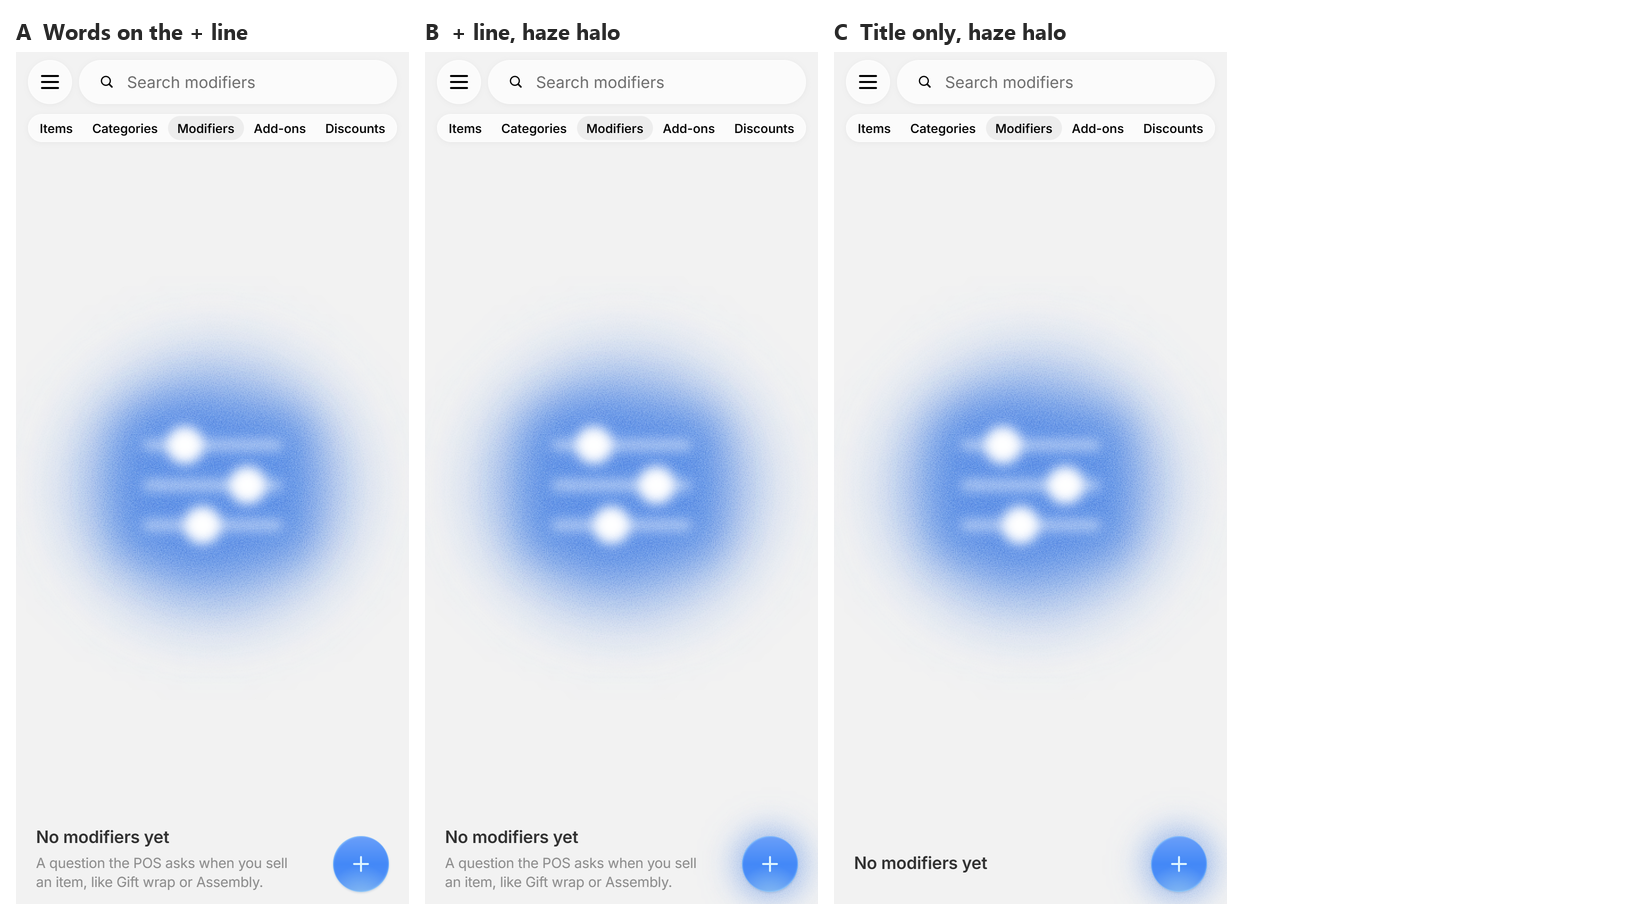 A Words on the + line
Search modifiers
Items Categories Modifiers Add-ons Discounts
No modifiers yet
A question the POS asks when you sell
an item, like Gift wrap or Assembly.
B + line, haze halo
Search modifiers
Items Categories Modifiers Add-ons Discounts
No modifiers yet
A question the POS asks when you sell
an item, like Gift wrap or Assembly.
C Title only, haze halo
Search modifiers
Items Categories Modifiers Add-ons Discounts
No modifiers yet